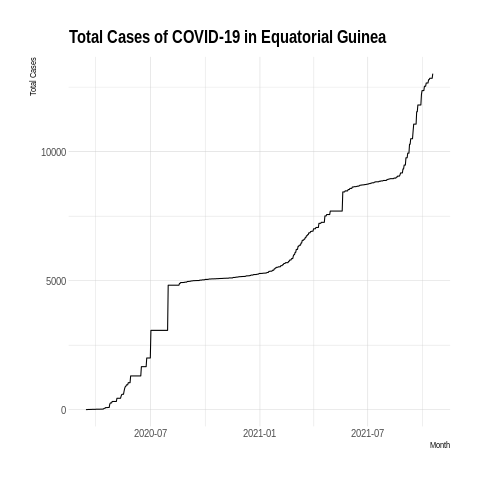 Total Cases of COVID-19 in Equatorial Guinea
Total Cases
10000
5000
0
2020-07
2021-01
2021-07
Month